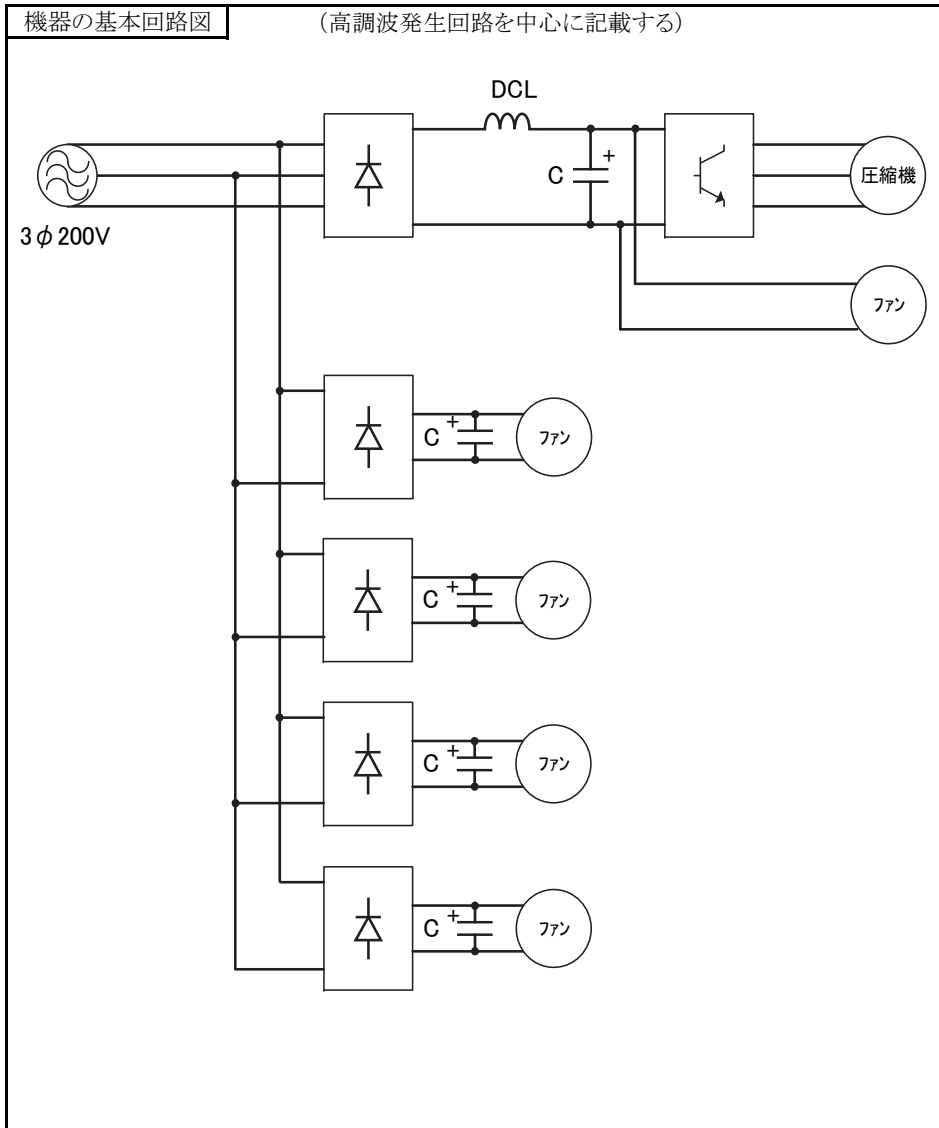 機器の基本回路図 (高調波発生回路を中心に記載する)
DCL
C +
圧縮機
3φ200V
ファン
C + ファン
C + ファン
C + ファン
C + ファン